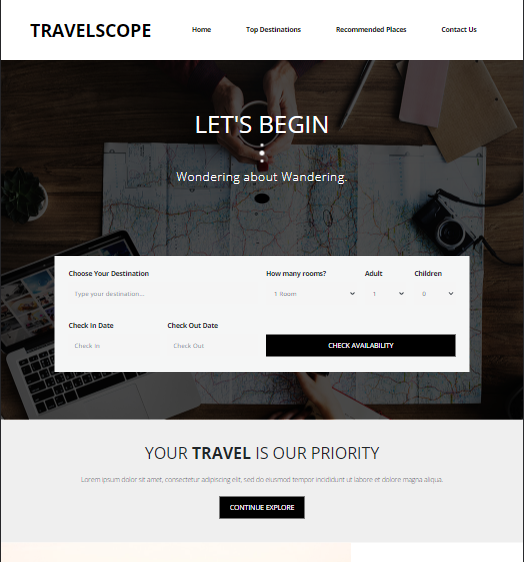 TRAVELSCOPE
Home Top Destinations Recommended Places Contact Us
LET'S BEGIN
Wondering about Wandering.
Choose Your Destination How many rooms? Adult Children
Type your destination... 1 Room 1 0
Check In Date Check Out Date
Check In Check Out CHECK AVAILABILITY
YOUR TRAVEL IS OUR PRIORITY
Lorem ipsum dolor sit amet, consectetur adipiscing elit, sed do eiusmod tempor incididunt ut labore et dolore magna aliqua.
CONTINUE EXPLORE